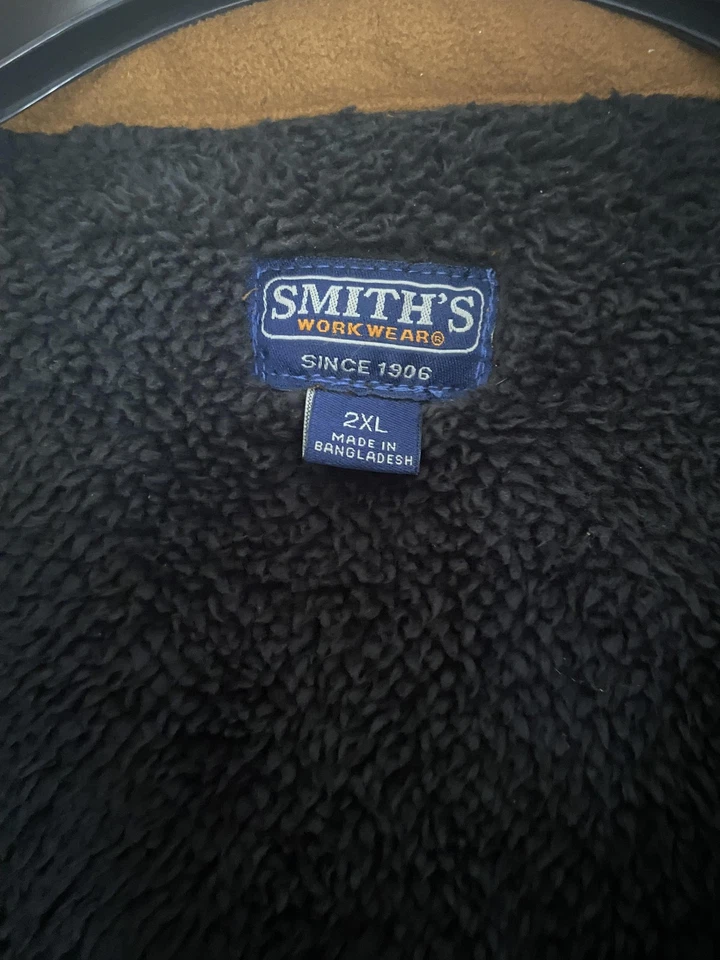 SMITH'S
WORKWEAR®
SINCE 1906
2XL
MADE IN
BANGLADESH